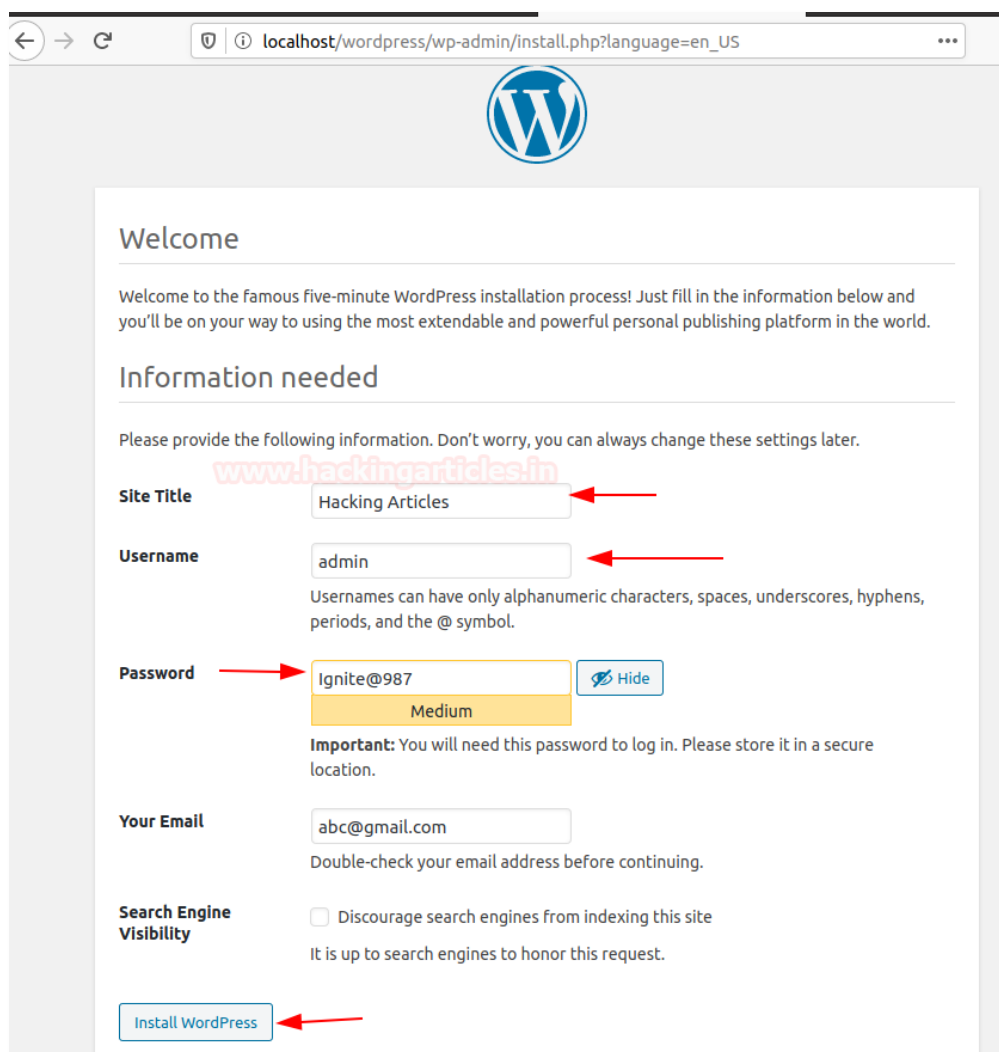 localhost/wordpress/wp-admin/install.php?language=en_US
Welcome
Welcome to the famous five-minute WordPress installation process! Just fill in the information below and
you’ll be on your way to using the most extendable and powerful personal publishing platform in the world.
Information needed
Please provide the following information. Don’t worry, you can always change these settings later.
www.hackingarticles.in
Site Title
Hacking Articles
Username
admin
Usernames can have only alphanumeric characters, spaces, underscores, hyphens,
periods, and the @ symbol.
Password
Ignite@987
Hide
Medium
Important: You will need this password to log in. Please store it in a secure
location.
Your Email
abc@gmail.com
Double-check your email address before continuing.
Search Engine
Visibility
Discourage search engines from indexing this site
It is up to search engines to honor this request.
Install WordPress